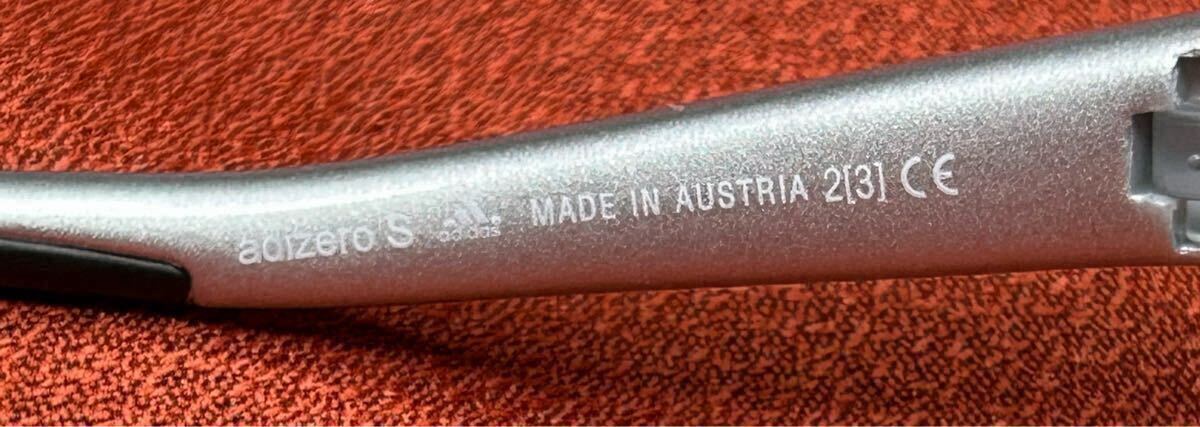 adizero S adidas MADE IN AUSTRIA 2[3] CE